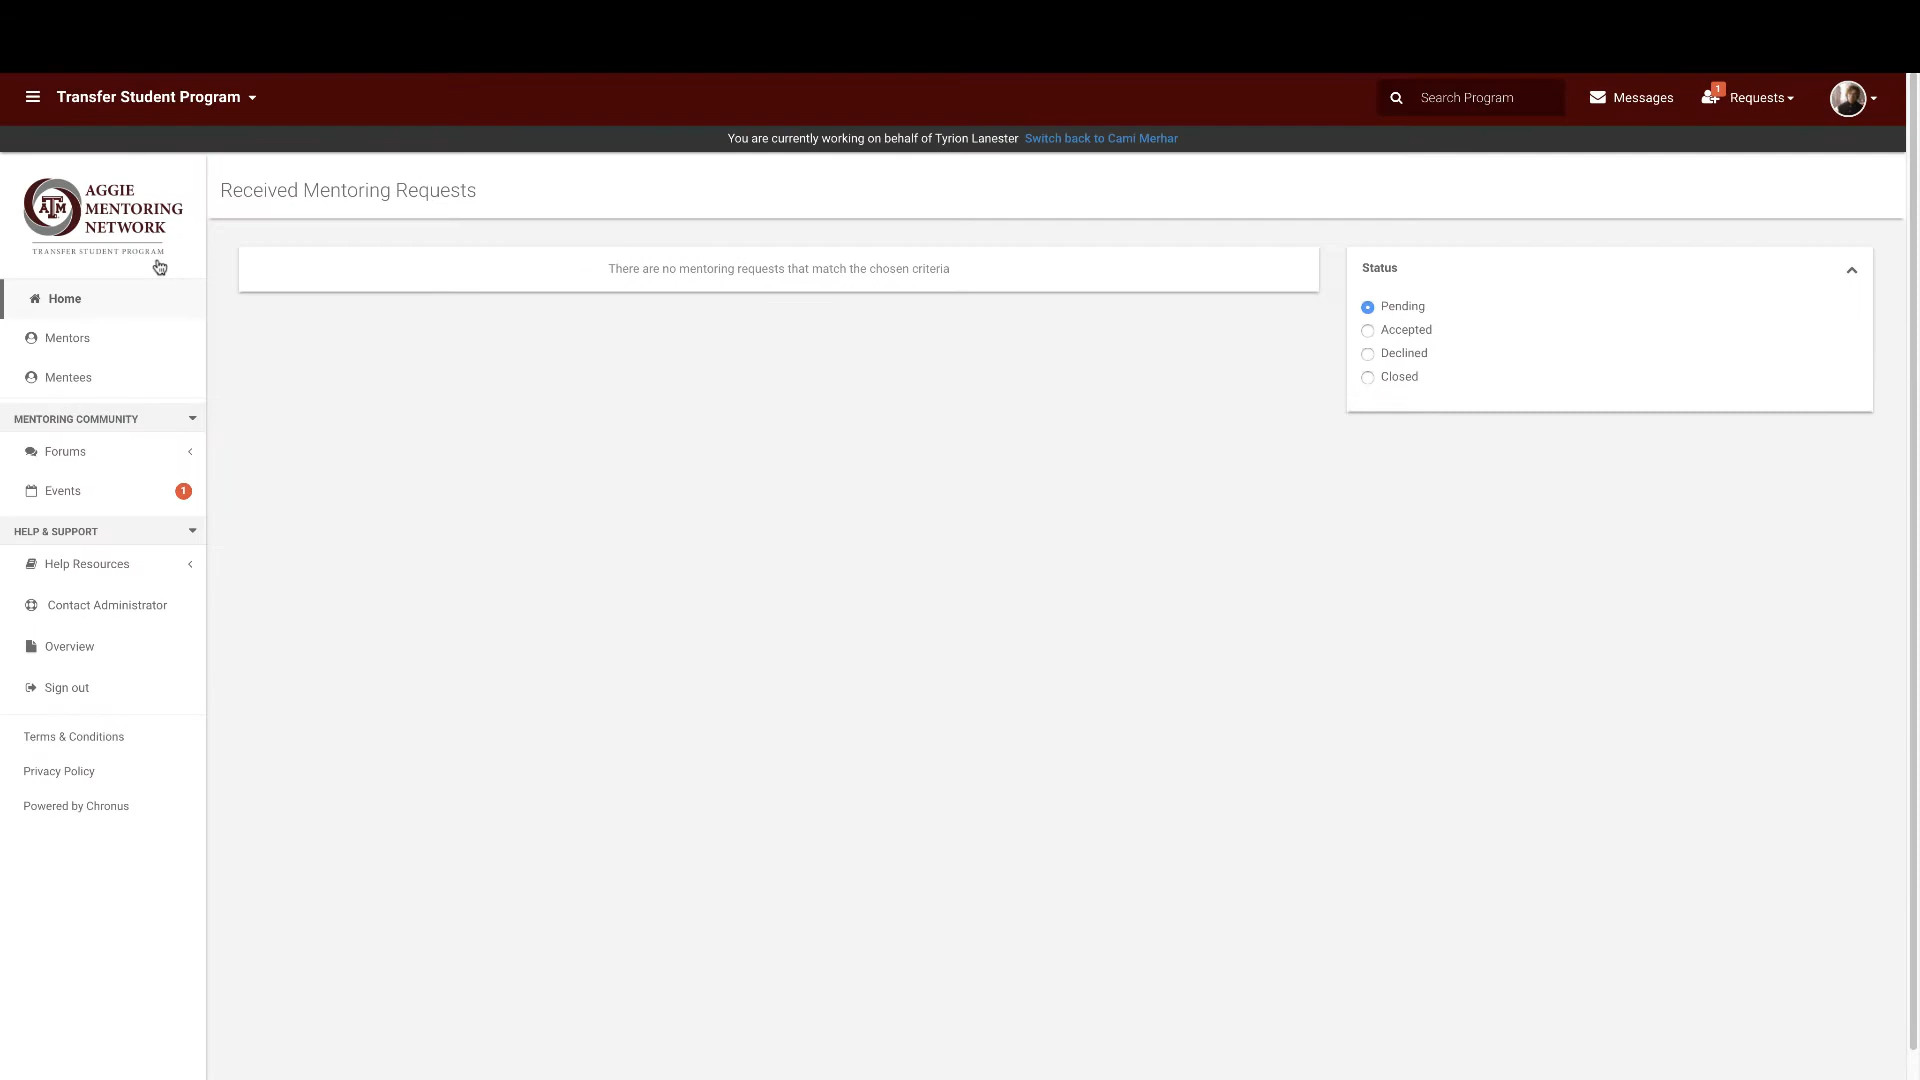 Transfer Student Program
Search Program
Messages
1
Requests
You are currently working on behalf of Tyrion Lanester Switch back to Cami Merhar
AGGIE
MENTORING
NETWORK
TRANSFER STUDENT PROGRAM
ATM
Received Mentoring Requests
There are no mentoring requests that match the chosen criteria
Status
Pending
Accepted
Declined
Closed
Home
Mentors
Mentees
MENTORING COMMUNITY
Forums
Events 1
HELP & SUPPORT
Help Resources
Contact Administrator
Overview
Sign out
Terms & Conditions
Privacy Policy
Powered by Chronus